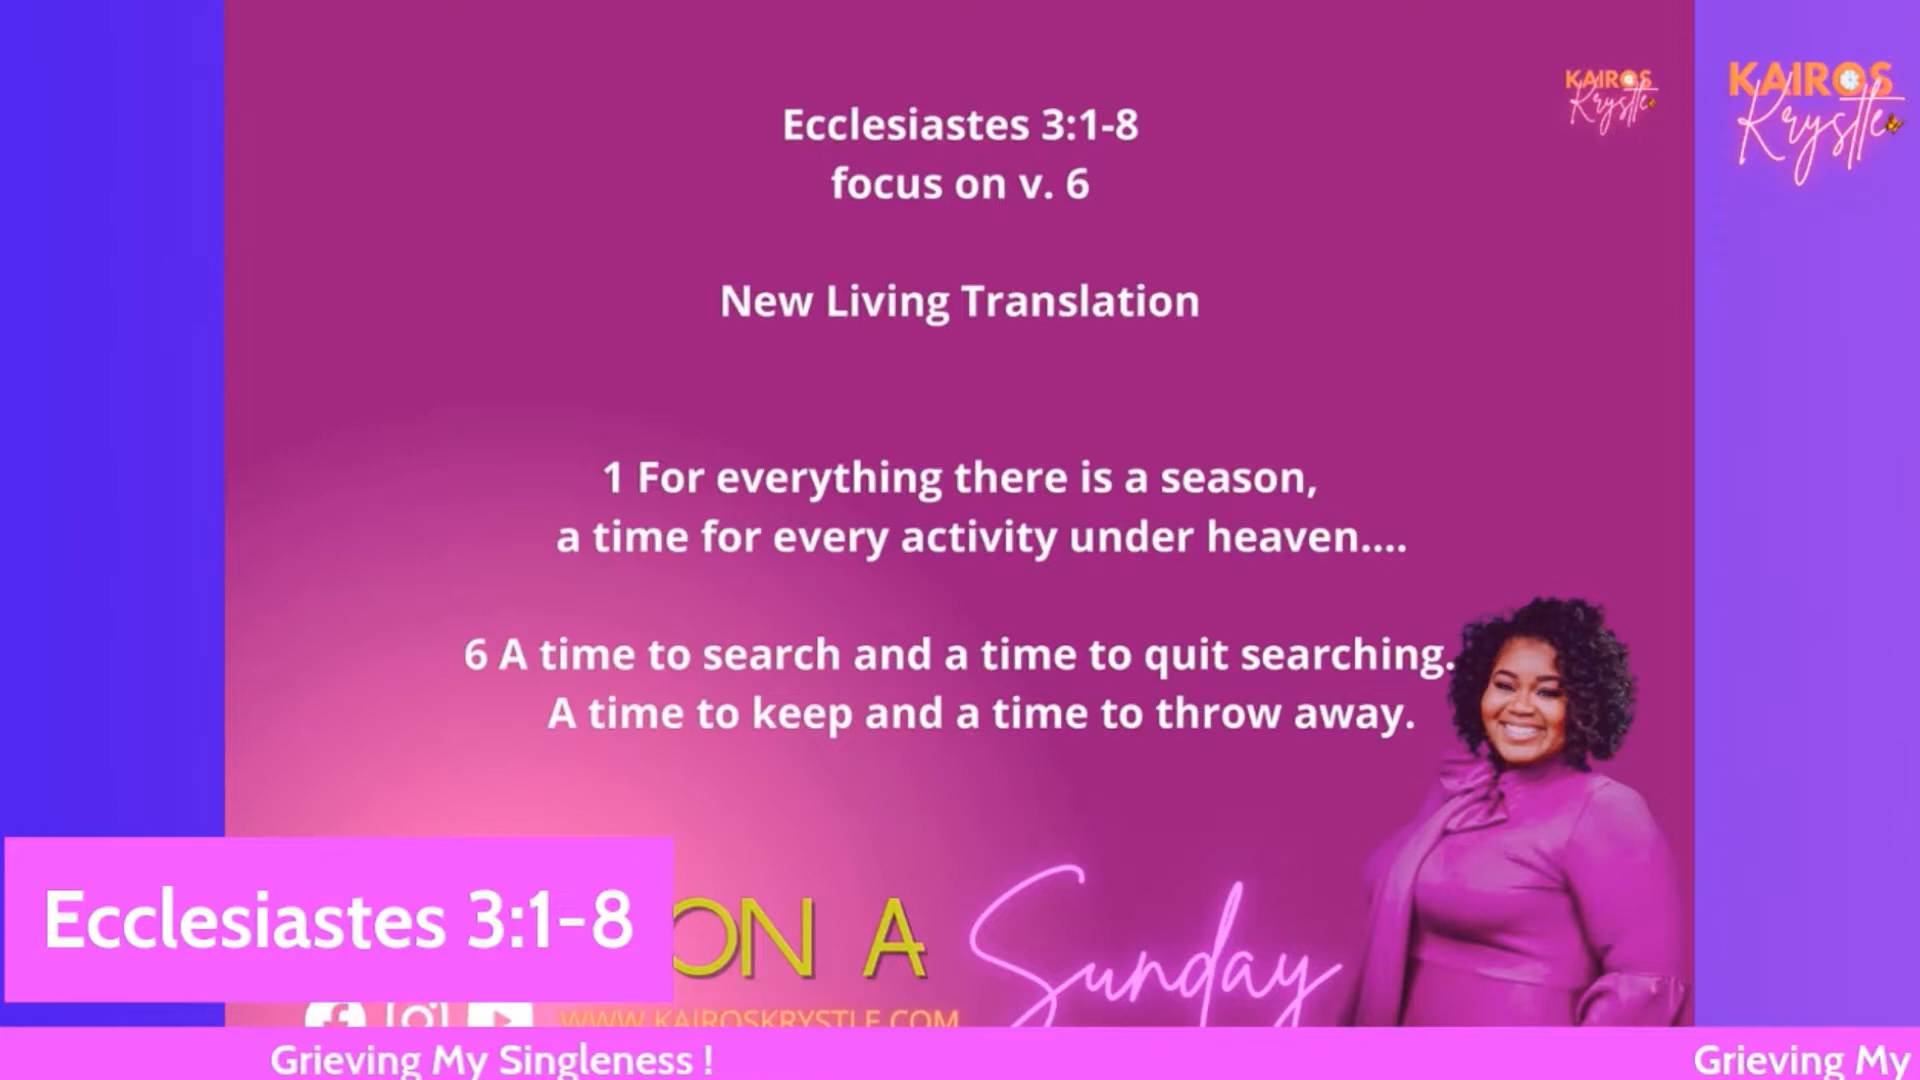 KAIROS
Krystle
KAIROS
Krystle
Ecclesiastes 3:1-8
focus on v. 6
New Living Translation
1 For everything there is a season,
a time for every activity under heaven....
6 A time to search and a time to quit searching.
A time to keep and a time to throw away.
Ecclesiastes 3:1-8
ON A Sunday
WWW.KAIROSKRYSTLE.COM
Grieving My Singleness !
Grieving My